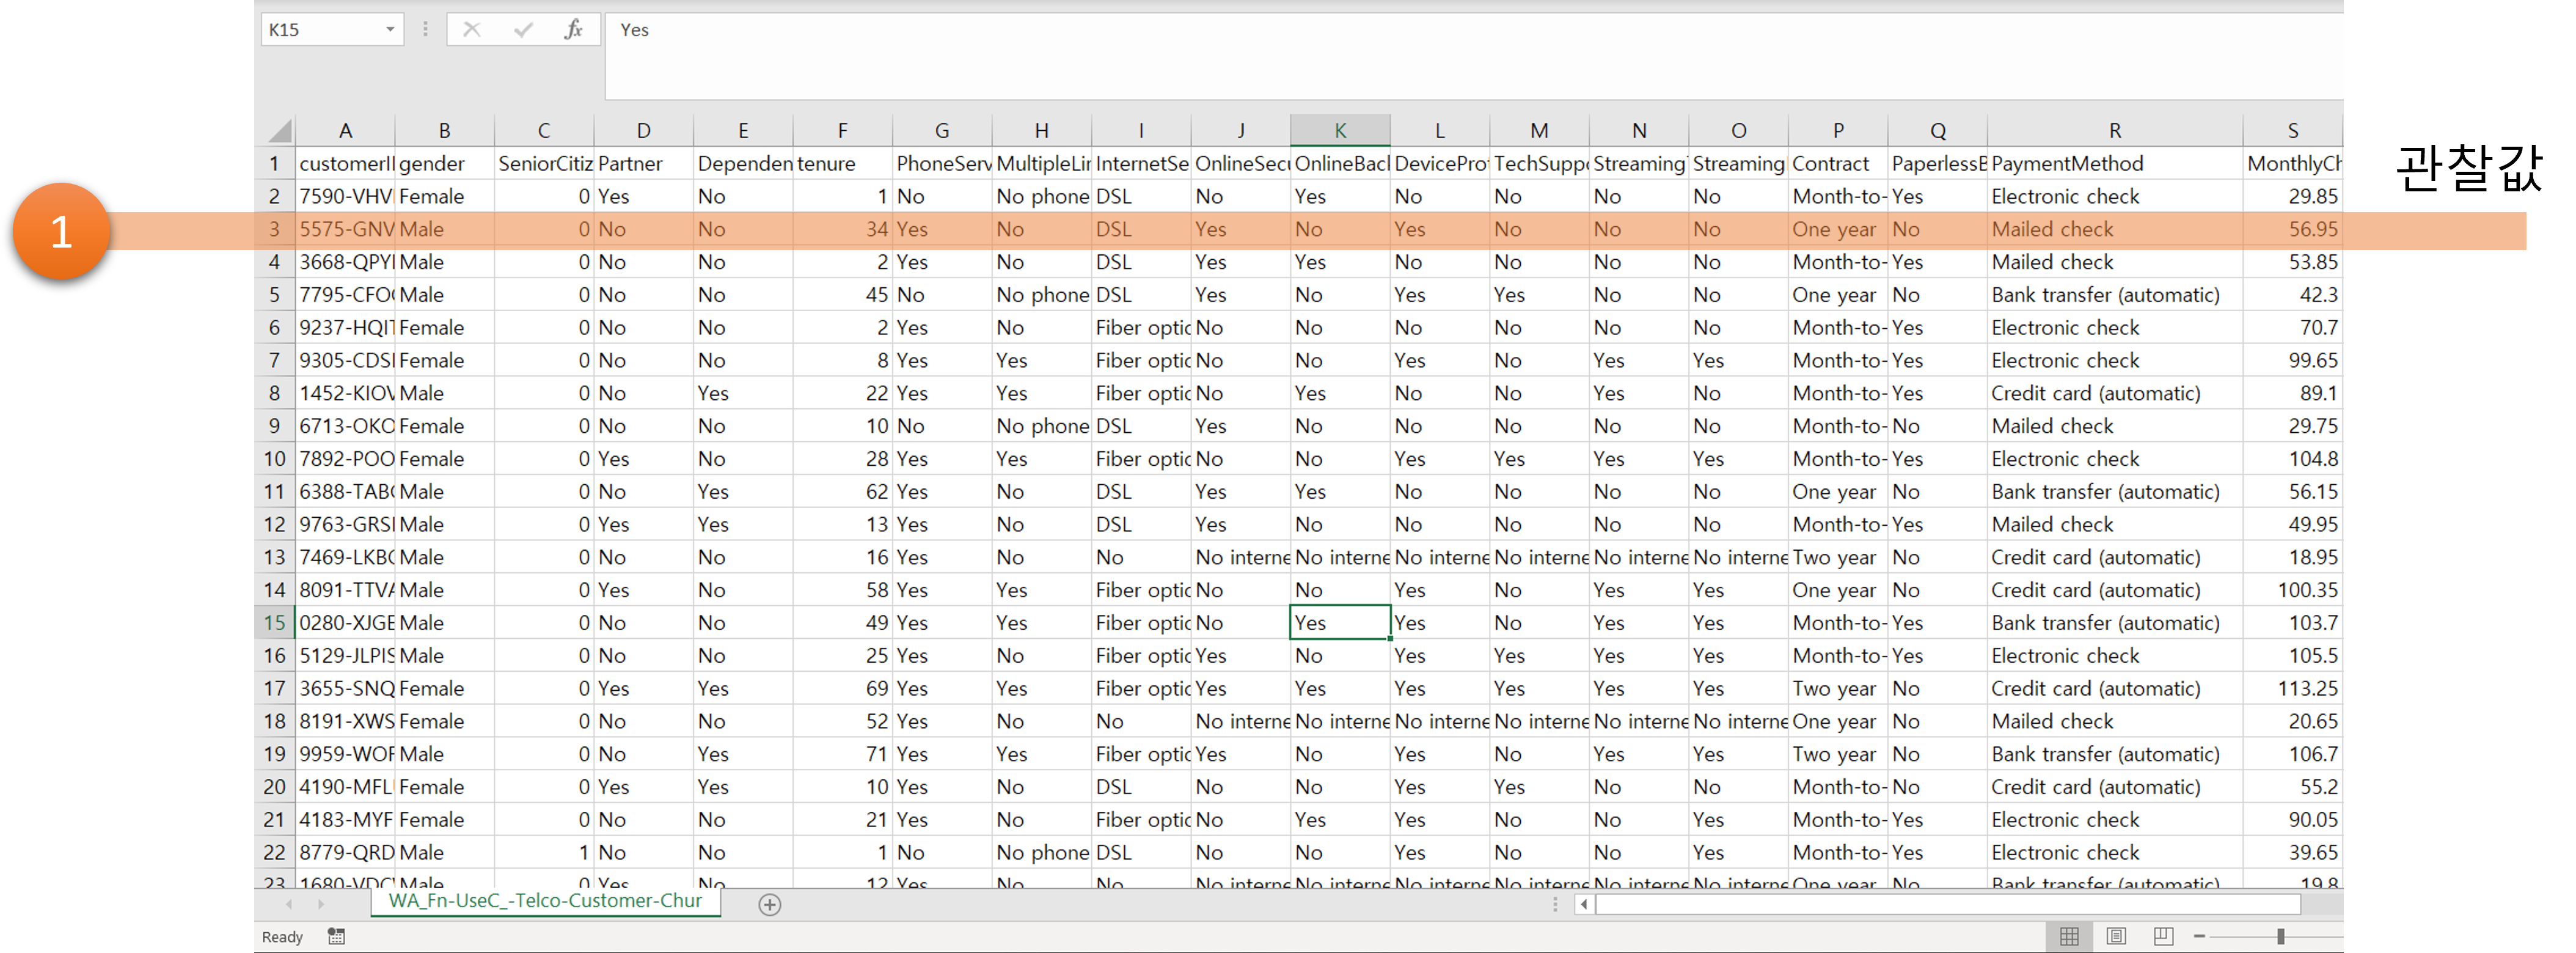 K15 fx Yes
A B C D E F G H I J K L M N O P Q R S
1 customerI gender SeniorCitiz Partner Dependen tenure PhoneServ MultipleLin InternetSe OnlineSecu OnlineBack DeviceProt TechSuppo StreamingT Streaming Contract PaperlessB PaymentMethod MonthlyCh
관찰값
2 7590-VHV Female 0 Yes No 1 No No phone DSL No Yes No No No No Month-to- Yes Electronic check 29.85
1
3 5575-GNV Male 0 No No 34 Yes No DSL Yes No Yes No No No One year No Mailed check 56.95
4 3668-QPY Male 0 No No 2 Yes No DSL Yes Yes No No No No Month-to- Yes Mailed check 53.85
5 7795-CFO Male 0 No No 45 No No phone DSL Yes No Yes Yes No No One year No Bank transfer (automatic) 42.3
6 9237-HQIT Female 0 No No 2 Yes No Fiber optic No No No No No No Month-to- Yes Electronic check 70.7
7 9305-CDS Female 0 No No 8 Yes Yes Fiber optic No No Yes No Yes Yes Month-to- Yes Electronic check 99.65
8 1452-KIOV Male 0 No Yes 22 Yes Yes Fiber optic No Yes No No Yes No Month-to- Yes Credit card (automatic) 89.1
9 6713-OKO Female 0 No No 10 No No phone DSL Yes No No No No No Month-to- No Mailed check 29.75
10 7892-POO Female 0 Yes No 28 Yes Yes Fiber optic No No Yes Yes Yes Yes Month-to- Yes Electronic check 104.8
11 6388-TAB Male 0 No Yes 62 Yes No DSL Yes Yes No No No No One year No Bank transfer (automatic) 56.15
12 9763-GRS Male 0 Yes Yes 13 Yes No DSL Yes No No No No No Month-to- Yes Mailed check 49.95
13 7469-LKB Male 0 No No 16 Yes No No No interne No interne No interne No interne No interne No interne Two year No Credit card (automatic) 18.95
14 8091-TTVA Male 0 Yes No 58 Yes Yes Fiber optic No No Yes No Yes Yes One year No Credit card (automatic) 100.35
15 0280-XJGE Male 0 No No 49 Yes Yes Fiber optic No Yes Yes No Yes Yes Month-to- Yes Bank transfer (automatic) 103.7
16 5129-JLPIS Male 0 No No 25 Yes No Fiber optic Yes No Yes Yes Yes Yes Month-to- Yes Electronic check 105.5
17 3655-SNQ Female 0 Yes Yes 69 Yes Yes Fiber optic Yes Yes Yes Yes Yes Yes Two year No Credit card (automatic) 113.25
18 8191-XWS Female 0 No No 52 Yes No No No interne No interne No interne No interne No interne No interne One year No Mailed check 20.65
19 9959-WOF Male 0 No Yes 71 Yes Yes Fiber optic Yes No Yes No Yes Yes Two year No Bank transfer (automatic) 106.7
20 4190-MFL Female 0 Yes Yes 10 Yes No DSL No No Yes Yes No No Month-to- No Credit card (automatic) 55.2
21 4183-MYF Female 0 No No 21 Yes No Fiber optic No Yes Yes No No Yes Month-to- Yes Electronic check 90.05
22 8779-QRD Male 1 No No 1 No No phone DSL No No Yes No No Yes Month-to- Yes Electronic check 39.65
23 1680-VDC Male 0 Yes No 12 Yes No No No interne No interne No interne No interne No interne No interne One year No Bank transfer (automatic) 19.8
WA_Fn-UseC_-Telco-Customer-Chur
Ready